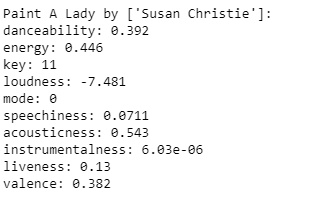 Paint A Lady by ['Susan Christie']:
danceability: 0.392
energy: 0.446
key: 11
loudness: -7.481
mode: 0
speechiness: 0.0711
acousticness: 0.543
instrumentalness: 6.03e-06
liveness: 0.13
valence: 0.382